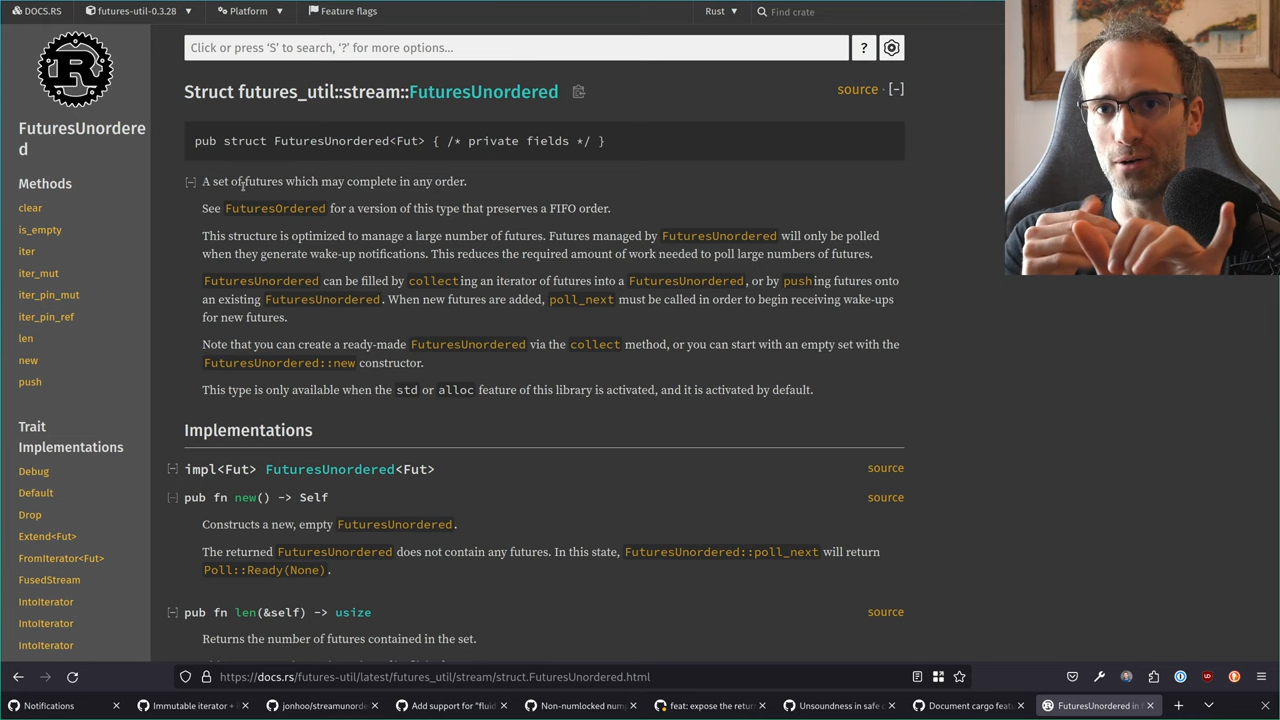 DOCS.RS
futures-util-0.3.28
Platform
Feature flags
Rust
Find crate
Click or press ‘S’ to search, ‘?’ for more options…
?
FuturesUnordere
d
Methods
clear
is_empty
iter
iter_mut
iter_pin_mut
iter_pin_ref
len
new
push
Trait
Implementations
Debug
Default
Drop
Extend<Fut>
FromIterator<Fut>
FusedStream
IntoIterator
IntoIterator
IntoIterator
Struct futures_util::stream::FuturesUnordered
source · [-]
pub struct FuturesUnordered<Fut> { /* private fields */ }
[-] A set of futures which may complete in any order.
See FuturesOrdered for a version of this type that preserves a FIFO order.
This structure is optimized to manage a large number of futures. Futures managed by FuturesUnordered will only be polled
when they generate wake-up notifications. This reduces the required amount of work needed to poll large numbers of futures.
FuturesUnordered can be filled by collecting an iterator of futures into a FuturesUnordered, or by pushing futures onto
an existing FuturesUnordered. When new futures are added, poll_next must be called in order to begin receiving wake-ups
for new futures.
Note that you can create a ready-made FuturesUnordered via the collect method, or you can start with an empty set with the
FuturesUnordered::new constructor.
This type is only available when the std or alloc feature of this library is activated, and it is activated by default.
Implementations
[-] impl<Fut> FuturesUnordered<Fut>
source
[-] pub fn new() -> Self
source
Constructs a new, empty FuturesUnordered.
The returned FuturesUnordered does not contain any futures. In this state, FuturesUnordered::poll_next will return
Poll::Ready(None).
[-] pub fn len(&self) -> usize
source
Returns the number of futures contained in the set.
https://docs.rs/futures-util/latest/futures_util/stream/struct.FuturesUnordered.html
Notifications
Immutable iterator +
jonhoo/streamunorder
Add support for "fluid
Non-numlocked num
feat: expose the retur
Unsoundness in safe
Document cargo featu
FuturesUnordered in f